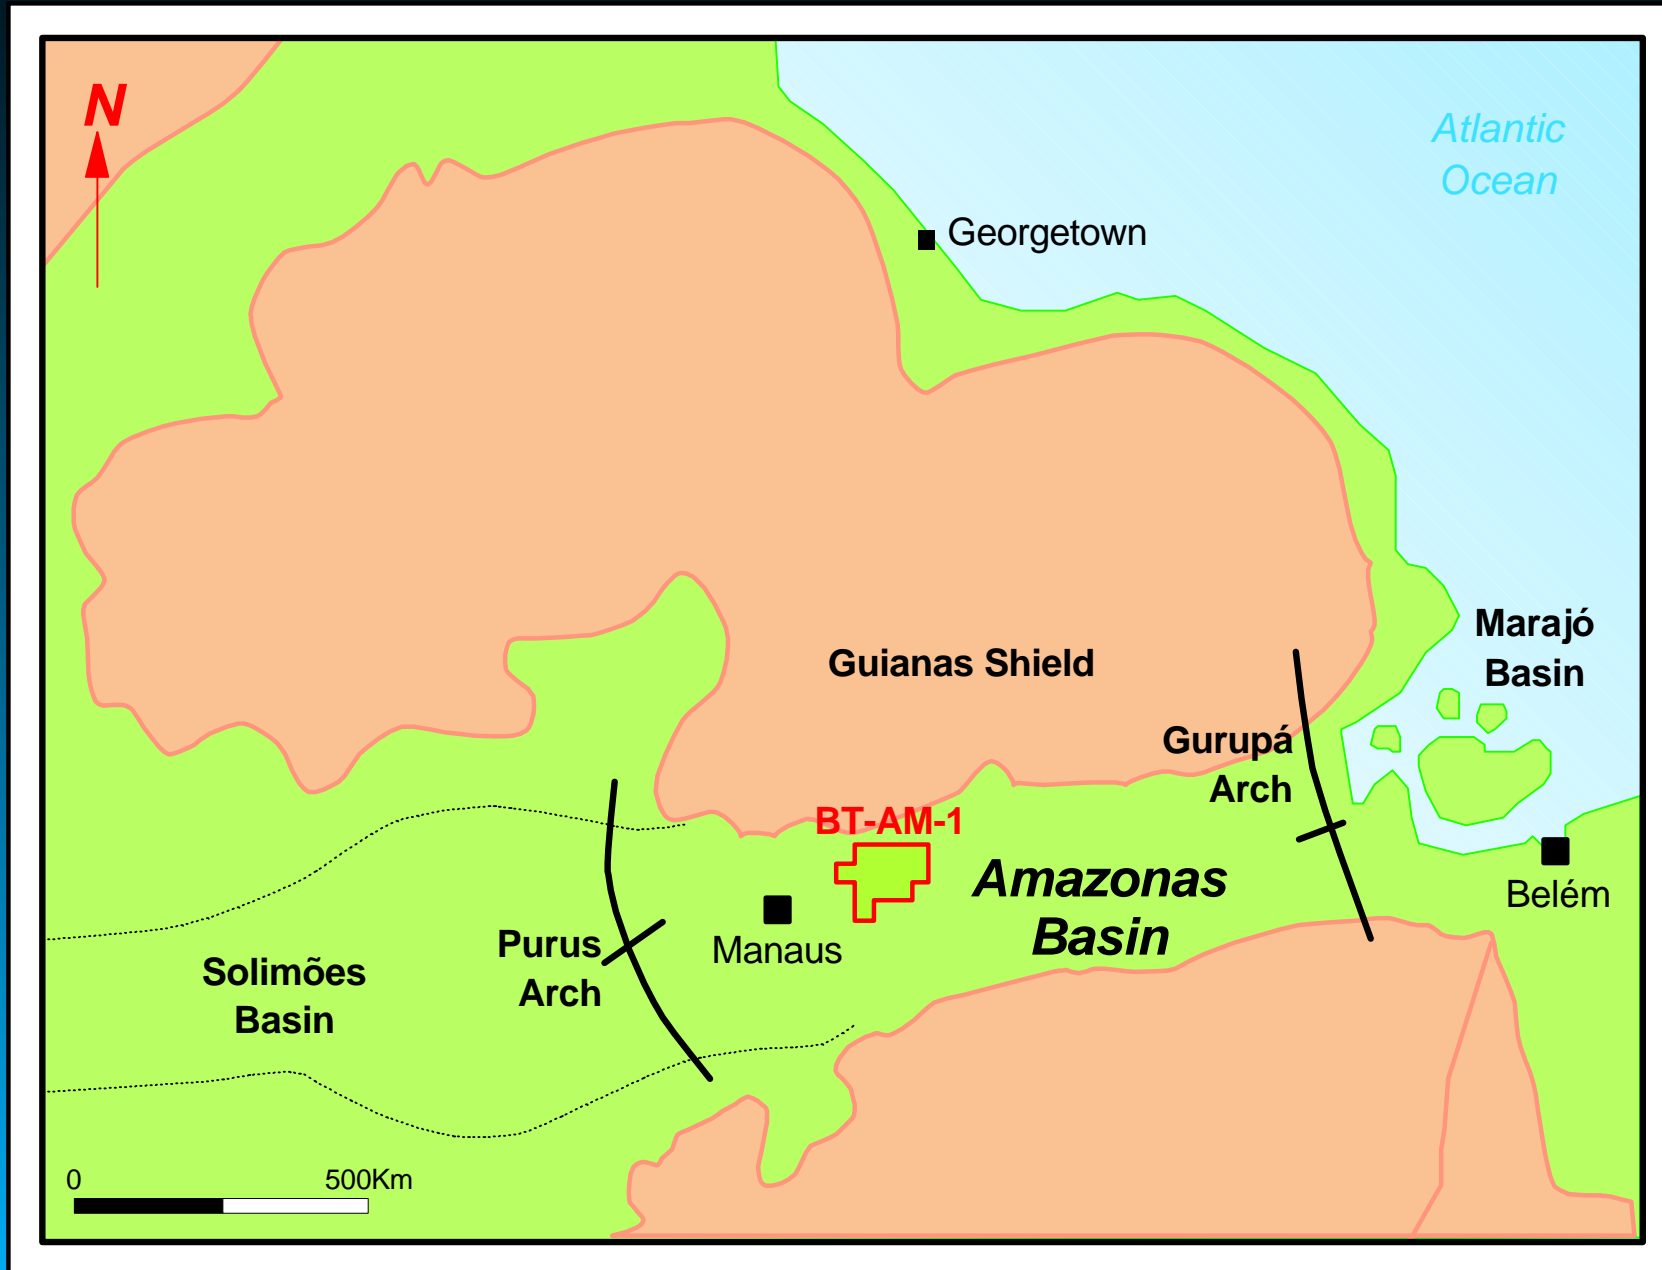 N
Atlantic
Ocean
Georgetown
Marajó
Basin
Guianas Shield
Gurupá
Arch
BT-AM-1
Amazonas
Basin
Belém
Manaus
Purus
Arch
Solimões
Basin
0 500Km